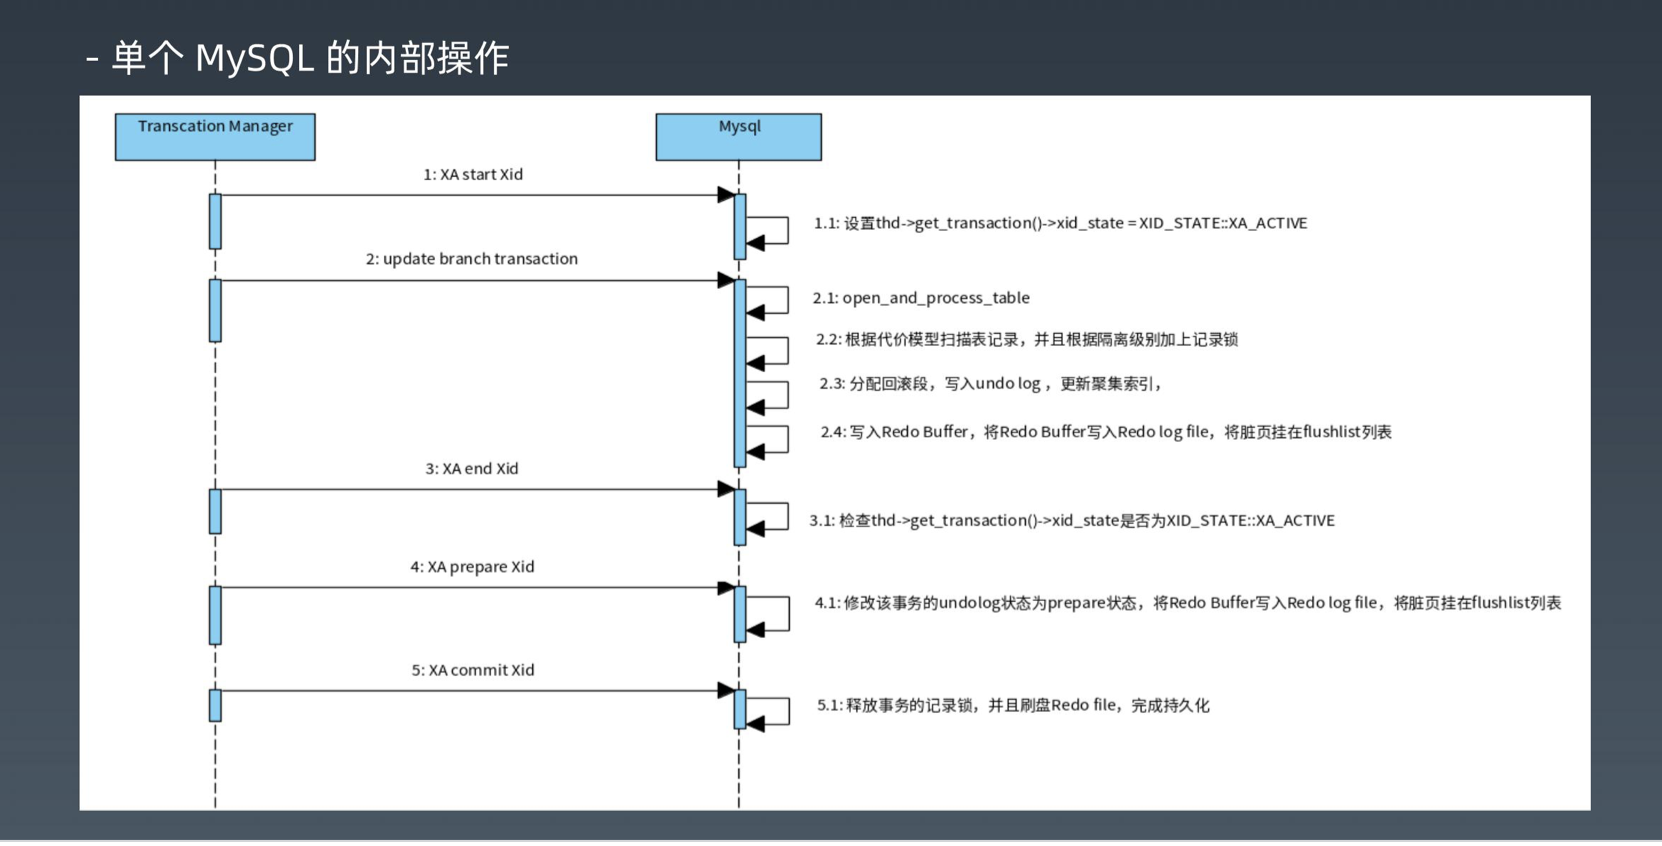 - 单个 MySQL 的内部操作
Transcation Manager
Mysql
1: XA start Xid
1.1: 设置thd->get_transaction()->xid_state = XID_STATE::XA_ACTIVE
2: update branch transaction
2.1: open_and_process_table
2.2: 根据代价模型扫描表记录，并且根据隔离级别加上记录锁
2.3: 分配回滚段，写入undo log ，更新聚集索引，
2.4: 写入Redo Buffer，将Redo Buffer写入Redo log file，将脏页挂在flushlist列表
3: XA end Xid
3.1: 检查thd->get_transaction()->xid_state是否为XID_STATE::XA_ACTIVE
4: XA prepare Xid
4.1: 修改该事务的undolog状态为prepare状态，将Redo Buffer写入Redo log file，将脏页挂在flushlist列表
5: XA commit Xid
5.1: 释放事务的记录锁，并且刷盘Redo file，完成持久化